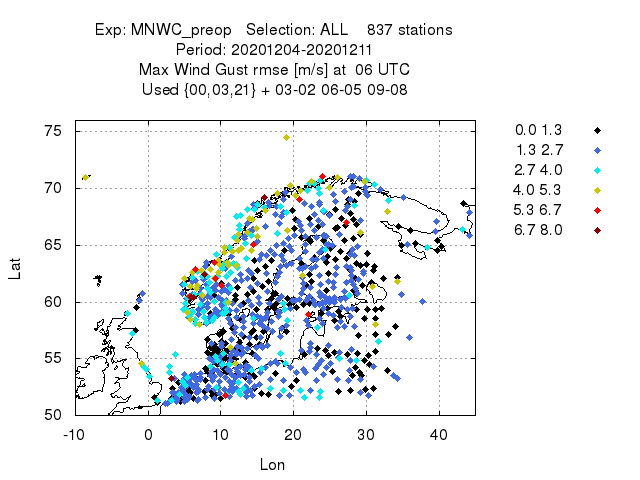 Exp: MNWC_preop Selection: ALL 837 stations
Period: 20201204-20201211
Max Wind Gust rmse [m/s] at 06 UTC
Used {00,03,21} + 03-02 06-05 09-08
75
70
65
60
55
50
Lat
-10 0 10 20 30 40
Lon
0.0 1.3
1.3 2.7
2.7 4.0
4.0 5.3
5.3 6.7
6.7 8.0